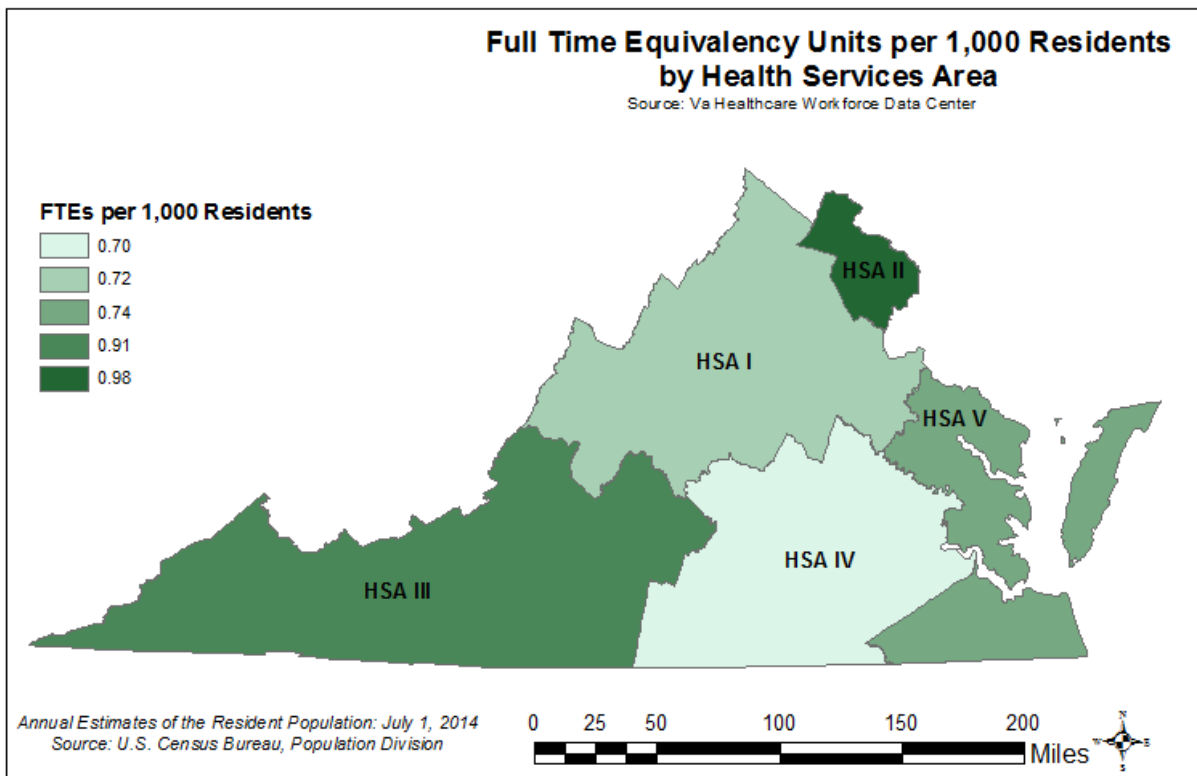 Full Time Equivalency Units per 1,000 Residents
by Health Services Area
Source: Va Healthcare Workforce Data Center
FTEs per 1,000 Residents
0.70
0.72
0.74
0.91
0.98
HSA II
HSA I
HSA V
HSA IV
HSA III
Annual Estimates of the Resident Population: July 1, 2014
Source: U.S. Census Bureau, Population Division
0 25 50 100 150 200
Miles
N
W E
S